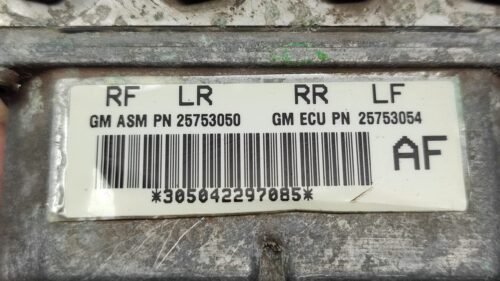 RF LR RR LF
GM ASM PN 25753050 GM ECU PN 25753054
AF
*305042297085*